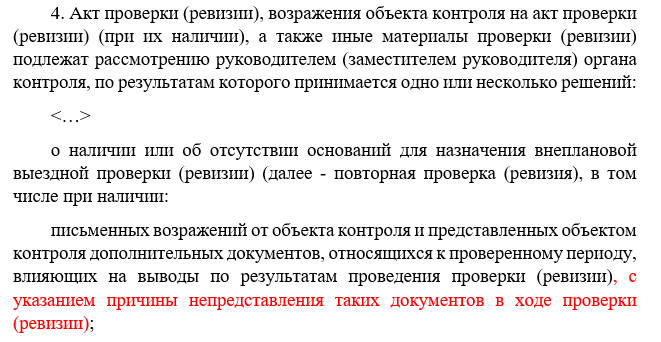 4. Акт проверки (ревизии), возражения объекта контроля на акт проверки
(ревизии) (при их наличии), а также иные материалы проверки (ревизии)
подлежат рассмотрению руководителем (заместителем руководителя) органа
контроля, по результатам которого принимается одно или несколько решений:
<…>
о наличии или об отсутствии оснований для назначения внеплановой
выездной проверки (ревизии) (далее - повторная проверка (ревизия), в том
числе при наличии:
письменных возражений от объекта контроля и представленных объектом
контроля дополнительных документов, относящихся к проверенному периоду,
влияющих на выводы по результатам проведения проверки (ревизии), с
указанием причины непредставления таких документов в ходе проверки
(ревизии);